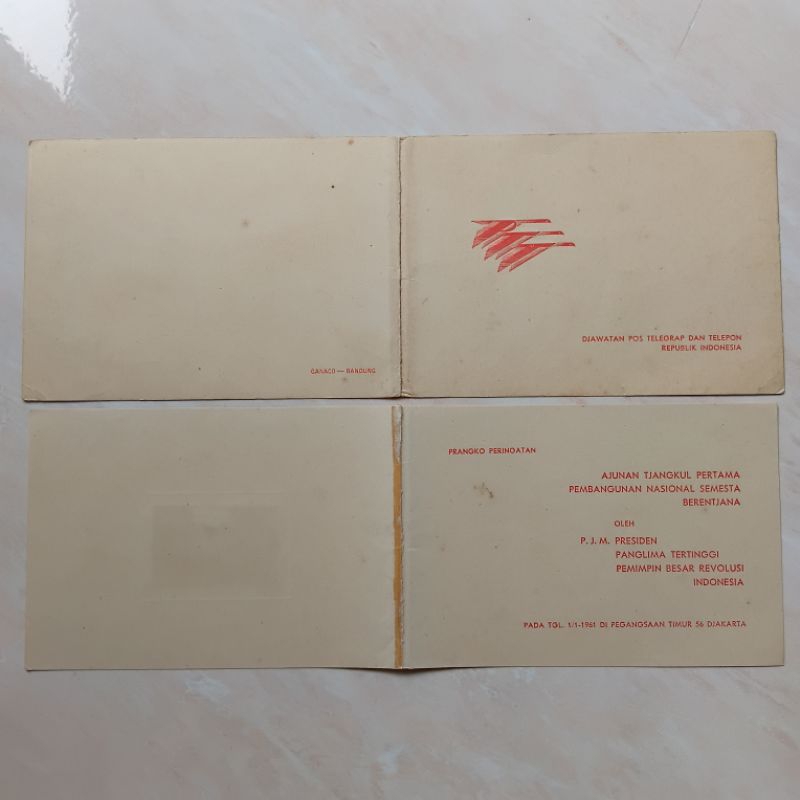 PTT
DJAWATAN POS TELEGRAP DAN TELEPON
REPUBLIK INDONESIA
GANACO — BANDUNG
PRANGKO PERINGATAN
AJUNAN TJANGKUL PERTAMA
PEMBANGUNAN NASIONAL SEMESTA
BERENTJANA
OLEH
P. J. M. PRESIDEN
PANGLIMA TERTINGGI
PEMIMPIN BESAR REVOLUSI
INDONESIA
PADA TGL. 1/1-1961 DI PEGANGSAAN TIMUR 56 DJAKARTA